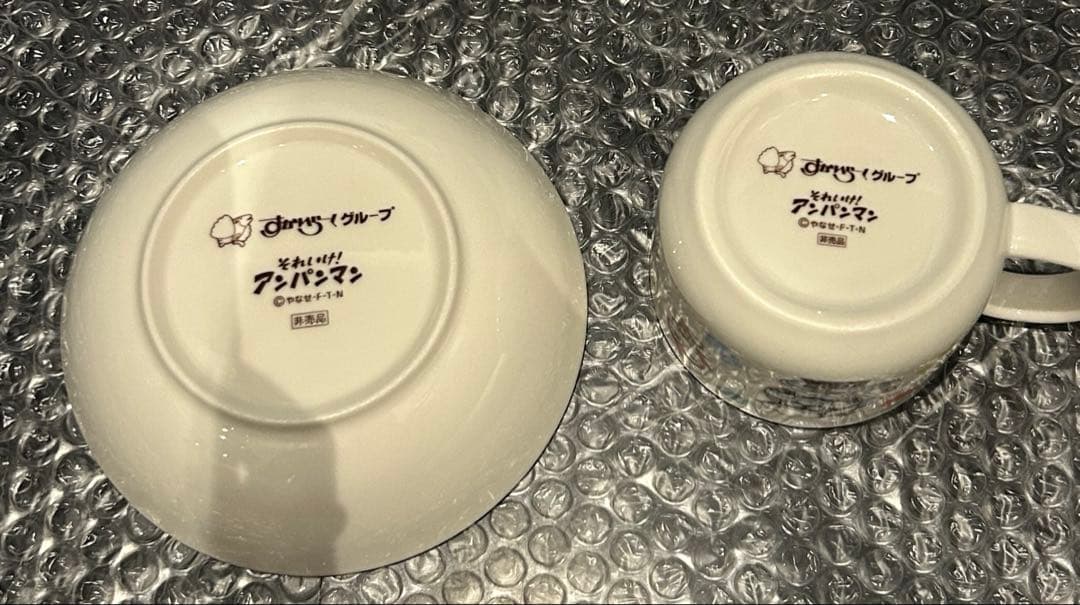 すかいらーくグループ
それいけ!
アンパンマン
©やなせ・F・T・N
非売品
すかいらーくグループ
それいけ!
アンパンマン
©やなせ・F・T・N
非売品